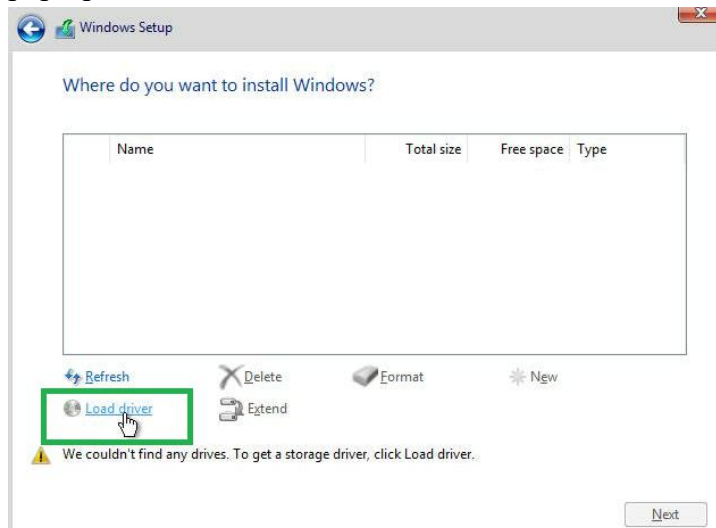 Windows Setup
Where do you want to install Windows?
Name Total size Free space Type
Refresh Delete Format New
Load driver Extend
We couldn't find any drives. To get a storage driver, click Load driver.
Next